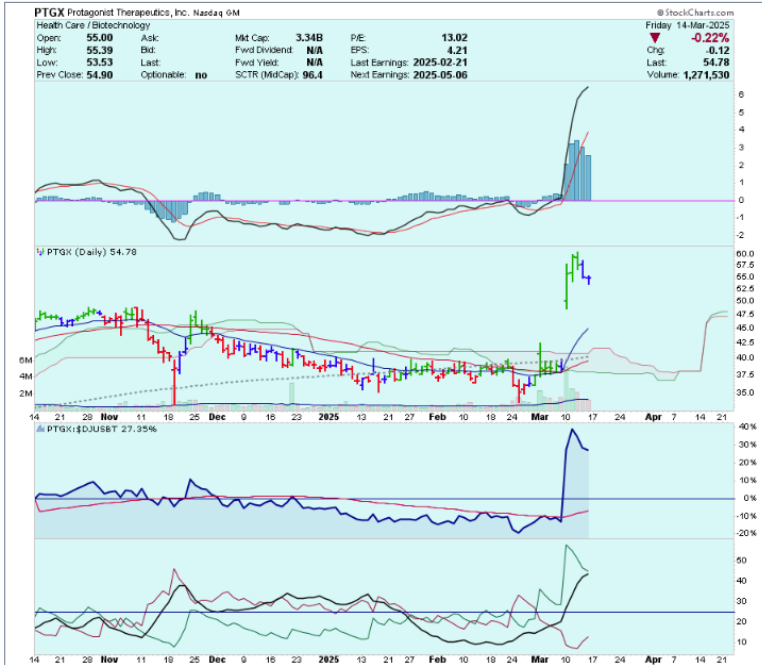 PTGX Protagonist Therapeutics, Inc. Nasdaq GM © StockCharts.com
Health Care / Biotechnology Friday 14-Mar-2025
Open: 55.00 Ask: Mkt Cap: 3.34B P/E: 13.02 -0.22%
High: 55.39 Bid: Fwd Dividend: N/A EPS: 4.21 Chg: -0.12
Low: 53.53 Last: Fwd Yield: N/A Last Earnings: 2025-02-21 Last: 54.78
Prev Close: 54.90 Optionable: no SCTR (MidCap): 96.4 Next Earnings: 2025-05-06 Volume: 1,271,530
6
5
4
3
2
1
0
-1
-2
PTGX (Daily) 54.78
60.0
57.5
55.0
52.5
50.0
47.5
45.0
42.5
40.0
37.5
35.0
6M
4M
2M
14 21 28 Nov 11 18 25 Dec 9 16 23 2025 13 21 27 Feb 10 18 24 Mar 10 17 24 Apr 7 14 21
PTGX:$DJUSBT 27.35%
40%
30%
20%
10%
0%
-10%
-20%
50
40
30
20
10
14 21 28 Nov 11 18 25 Dec 9 16 23 2025 13 21 27 Feb 10 18 24 Mar 10 17 24 Apr 7 14 21